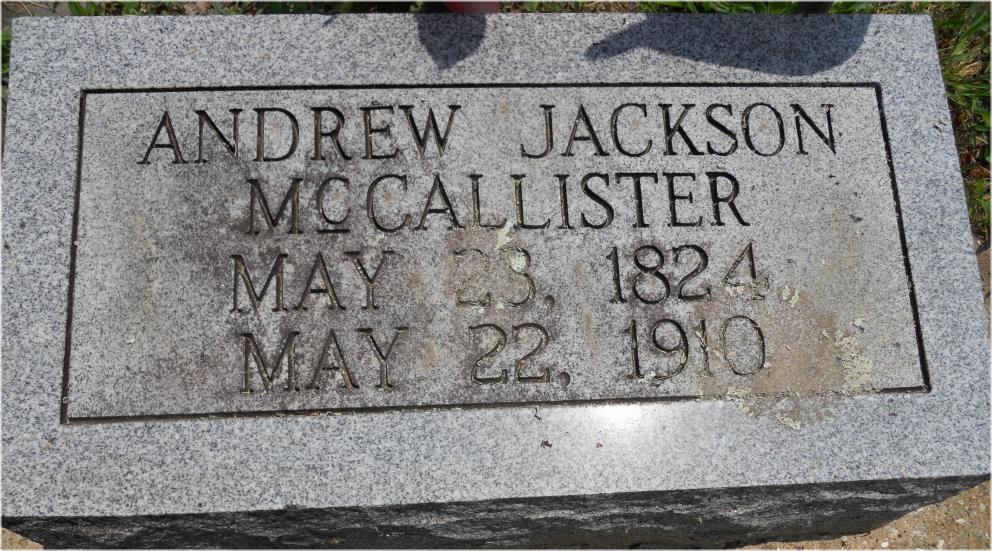 ANDREW JACKSON
McCALLISTER
MAY 23, 1824
MAY 22, 1910